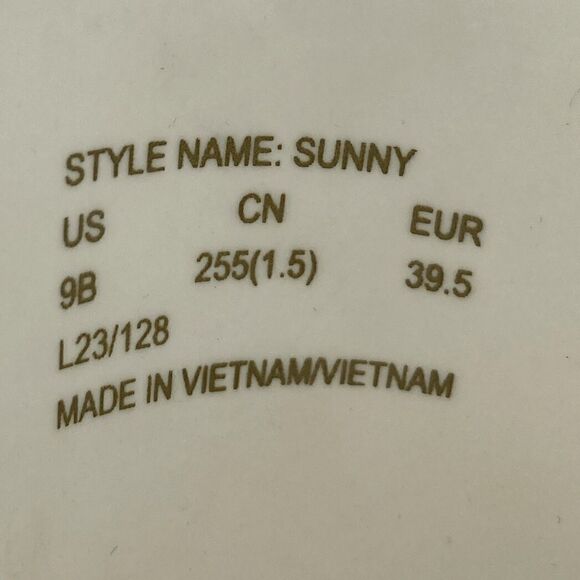 STYLE NAME: SUNNY
US CN EUR
9B 255(1.5) 39.5
L23/128
MADE IN VIETNAM/VIETNAM